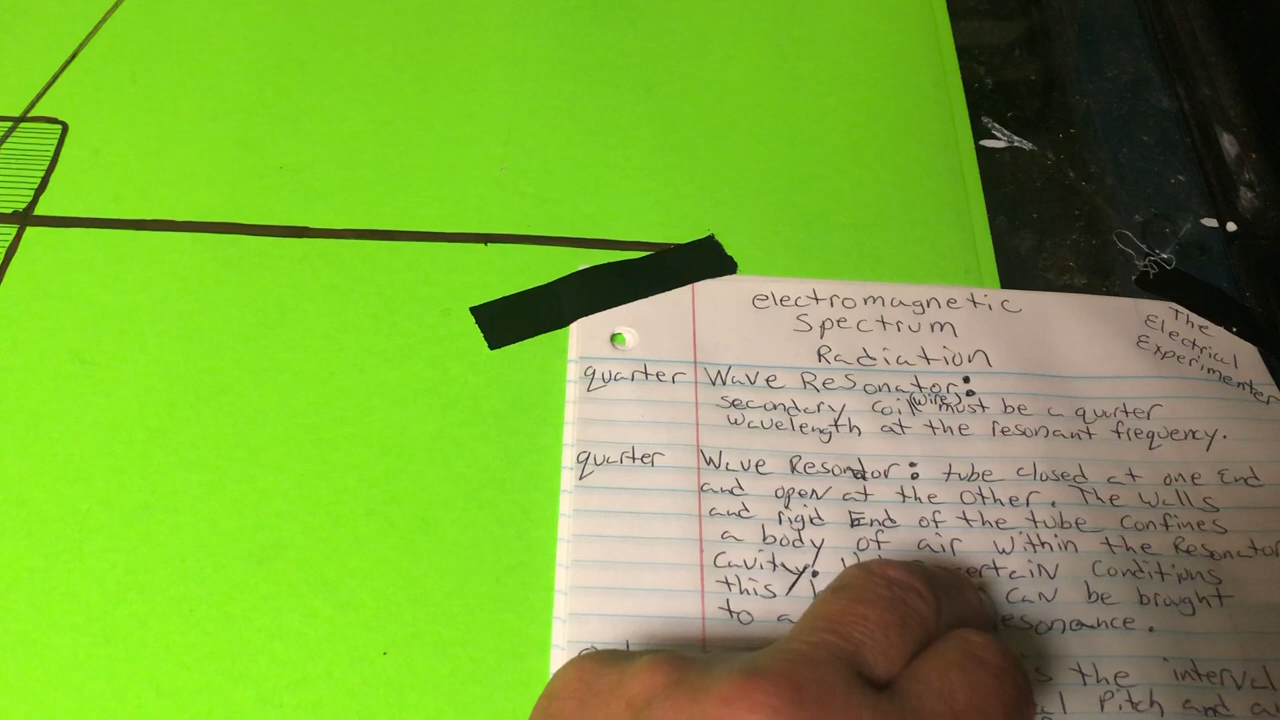 electromagnetic
Spectrum
Radiation
The
Electrical
Experimenter
quarter Wave Resonator:
secondary coil (wire) must be a quarter
wavelength at the resonant frequency.
quarter Wave Resonator: tube closed at one End
and open at the other. The walls
and rigid End of the tube confines
a body of air within the Resonator
Cavity: certain conditions
this can be brought
to a resonance.
the interval
Pitch and a